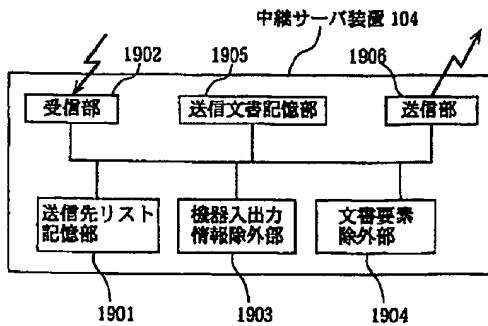 中継サーバ装置 104
1902
1905
1906
受信部
送信文書記憶部
送信部
送信先リスト
記憶部
機器入出力
情報除外部
文書要素
除外部
1901
1903
1904